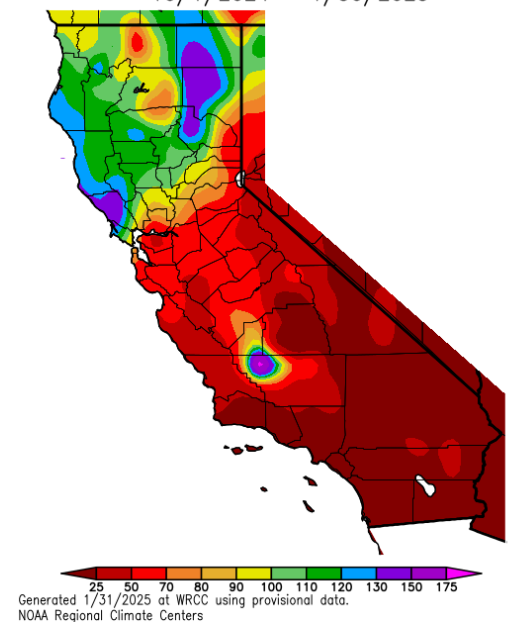 25 50 70 80 90 100 110 120 130 150 175
Generated 1/31/2025 at WRCC using provisional data.
NOAA Regional Climate Centers